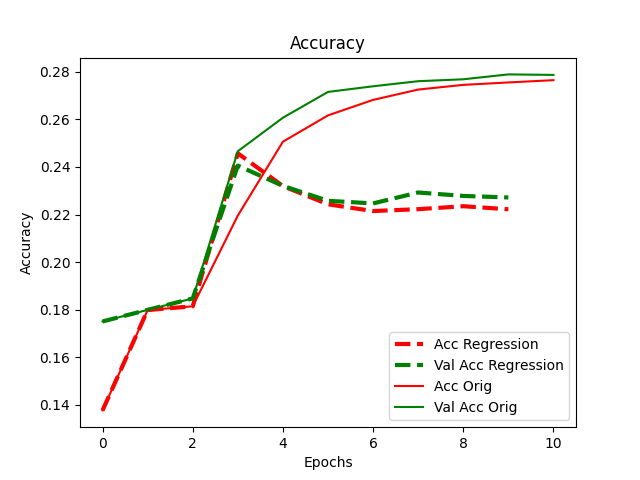 Accuracy
0.28
0.26
0.24
0.22
0.20
0.18
0.16
0.14
Accuracy
Acc Regression
Val Acc Regression
Acc Orig
Val Acc Orig
0 2 4 6 8 10
Epochs